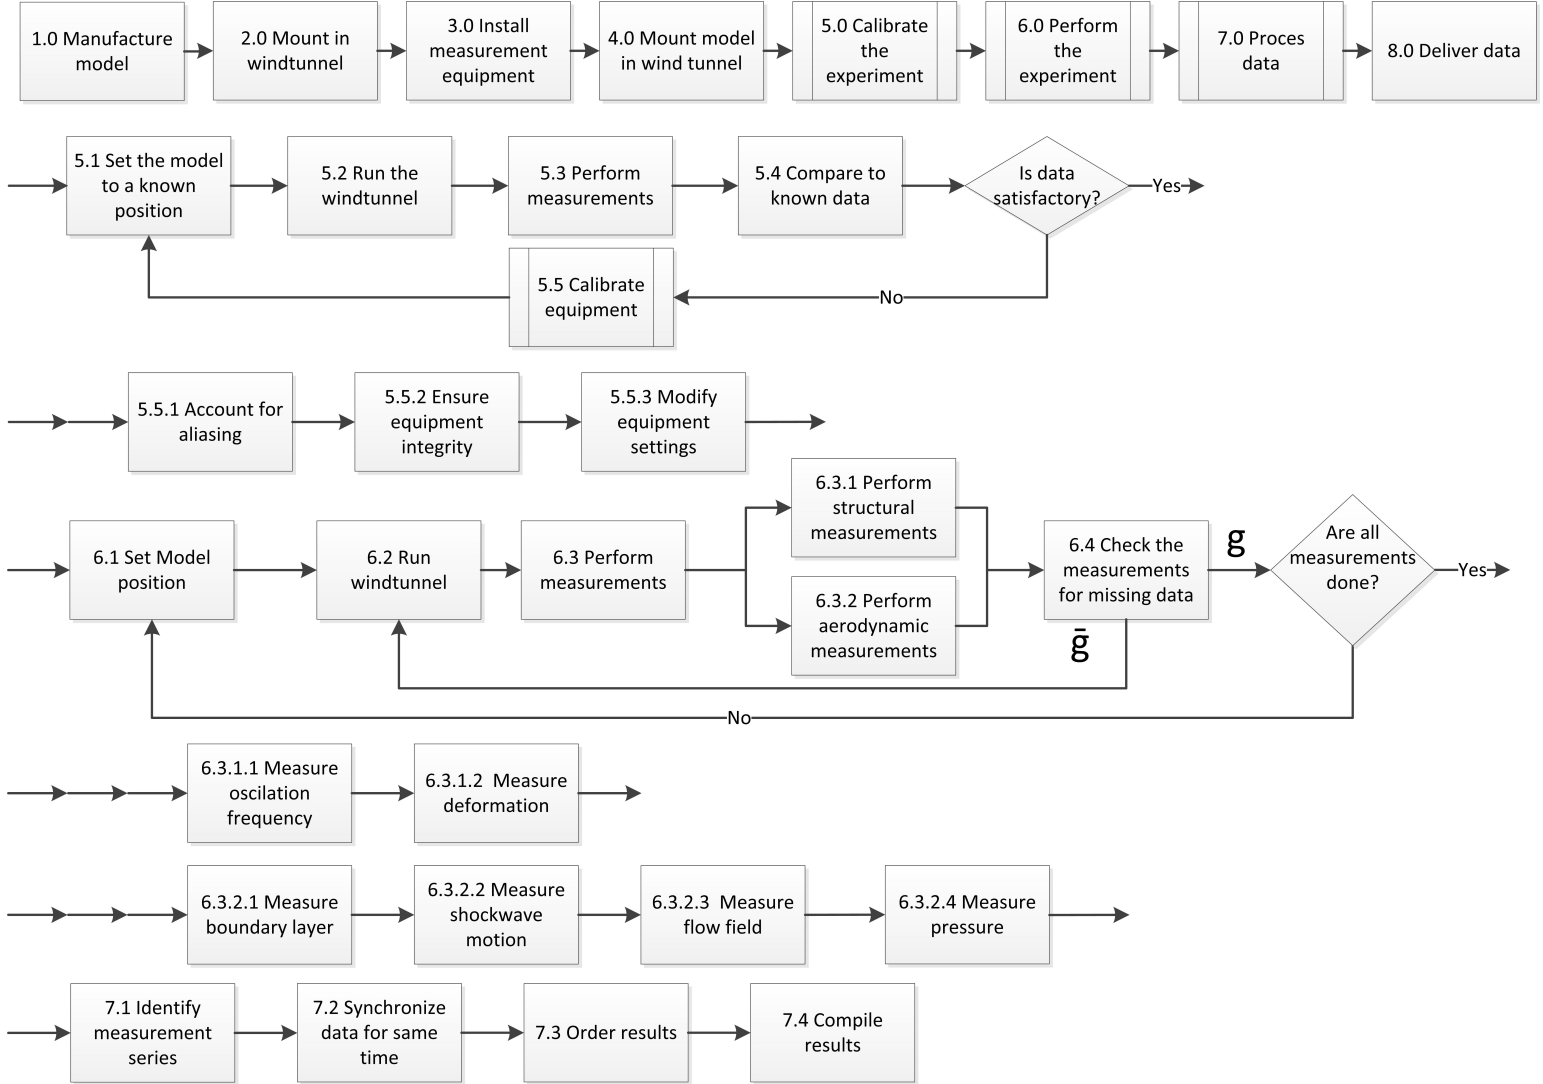 1.0 Manufacture
model
2.0 Mount in
windtunnel
3.0 Install
measurement
equipment
4.0 Mount model
in wind tunnel
5.0 Calibrate
the
experiment
6.0 Perform
the
experiment
7.0 Proces
data
8.0 Deliver data
5.1 Set the model
to a known
position
5.2 Run the
windtunnel
5.3 Perform
measurements
5.4 Compare to
known data
Is data
satisfactory?
Yes
No
5.5 Calibrate
equipment
5.5.1 Account for
aliasing
5.5.2 Ensure
equipment
integrity
5.5.3 Modify
equipment
settings
6.1 Set Model
position
6.2 Run
windtunnel
6.3 Perform
measurements
6.3.1 Perform
structural
measurements
6.3.2 Perform
aerodynamic
measurements
6.4 Check the
measurements
for missing data
g
ḡ
Are all
measurements
done?
Yes
No
6.3.1.1 Measure
oscilation
frequency
6.3.1.2 Measure
deformation
6.3.2.1 Measure
boundary layer
6.3.2.2 Measure
shockwave
motion
6.3.2.3 Measure
flow field
6.3.2.4 Measure
pressure
7.1 Identify
measurement
series
7.2 Synchronize
data for same
time
7.3 Order results
7.4 Compile
results